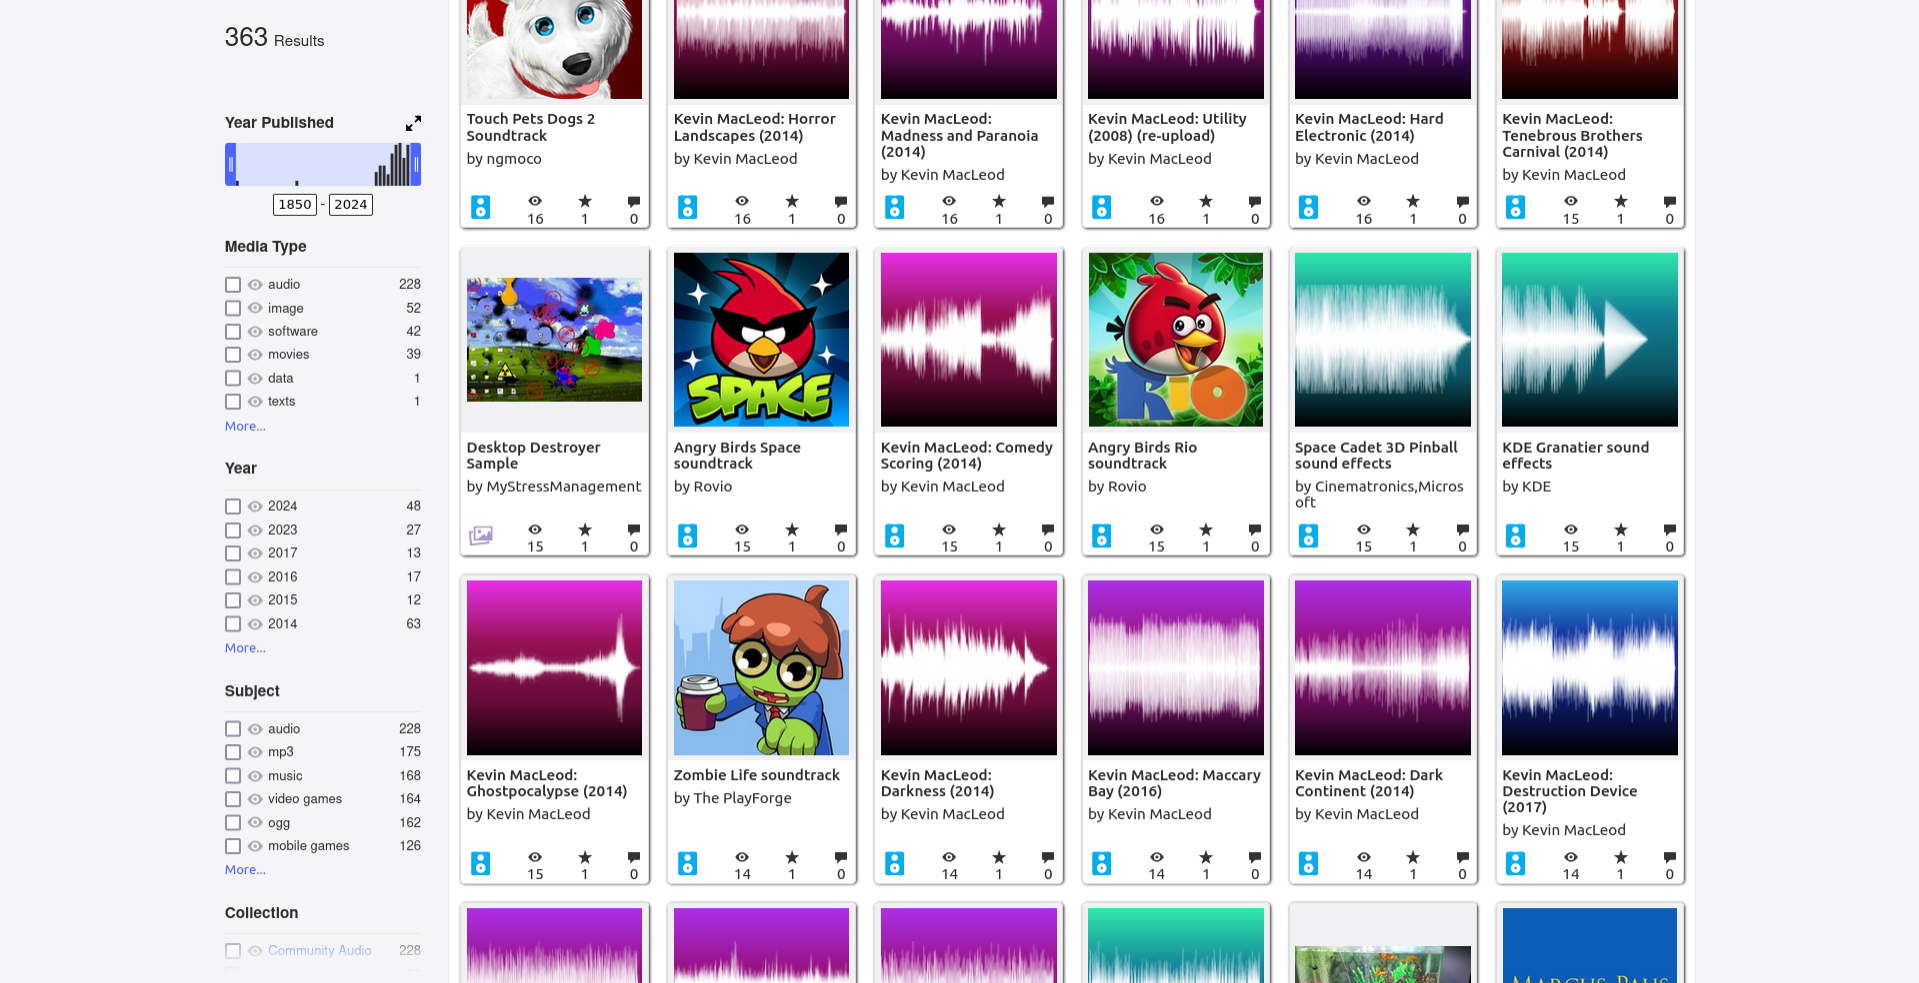 363 Results
Year Published
1850 - 2024
Media Type
audio 228
image 52
software 42
movies 39
data 1
texts 1
More...
Year
2024 48
2023 27
2017 13
2016 17
2015 12
2014 63
More...
Subject
audio 228
mp3 175
music 168
video games 164
ogg 162
mobile games 126
More...
Collection
Community Audio 228
Touch Pets Dogs 2
Soundtrack
by ngmoco
16 1 0
Kevin MacLeod: Horror
Landscapes (2014)
by Kevin MacLeod
16 1 0
Kevin MacLeod:
Madness and Paranoia
(2014)
by Kevin MacLeod
16 1 0
Kevin MacLeod: Utility
(2008) (re-upload)
by Kevin MacLeod
16 1 0
Kevin MacLeod: Hard
Electronic (2014)
by Kevin MacLeod
16 1 0
Kevin MacLeod:
Tenebrous Brothers
Carnival (2014)
by Kevin MacLeod
15 1 0
Desktop Destroyer
Sample
by MyStressManagement
15 1 0
SPACE
Angry Birds Space
soundtrack
by Rovio
15 1 0
Kevin MacLeod: Comedy
Scoring (2014)
by Kevin MacLeod
15 1 0
RIO
Angry Birds Rio
soundtrack
by Rovio
15 1 0
Space Cadet 3D Pinball
sound effects
by Cinematronics,Micros
oft
15 1 0
KDE Granatier sound
effects
by KDE
15 1 0
Kevin MacLeod:
Ghostpocalypse (2014)
by Kevin MacLeod
15 1 0
Zombie Life soundtrack
by The PlayForge
14 1 0
Kevin MacLeod:
Darkness (2014)
by Kevin MacLeod
14 1 0
Kevin MacLeod: Maccary
Bay (2016)
by Kevin MacLeod
14 1 0
Kevin MacLeod: Dark
Continent (2014)
by Kevin MacLeod
14 1 0
Kevin MacLeod:
Destruction Device
(2017)
by Kevin MacLeod
14 1 0
MARCUS PAUS